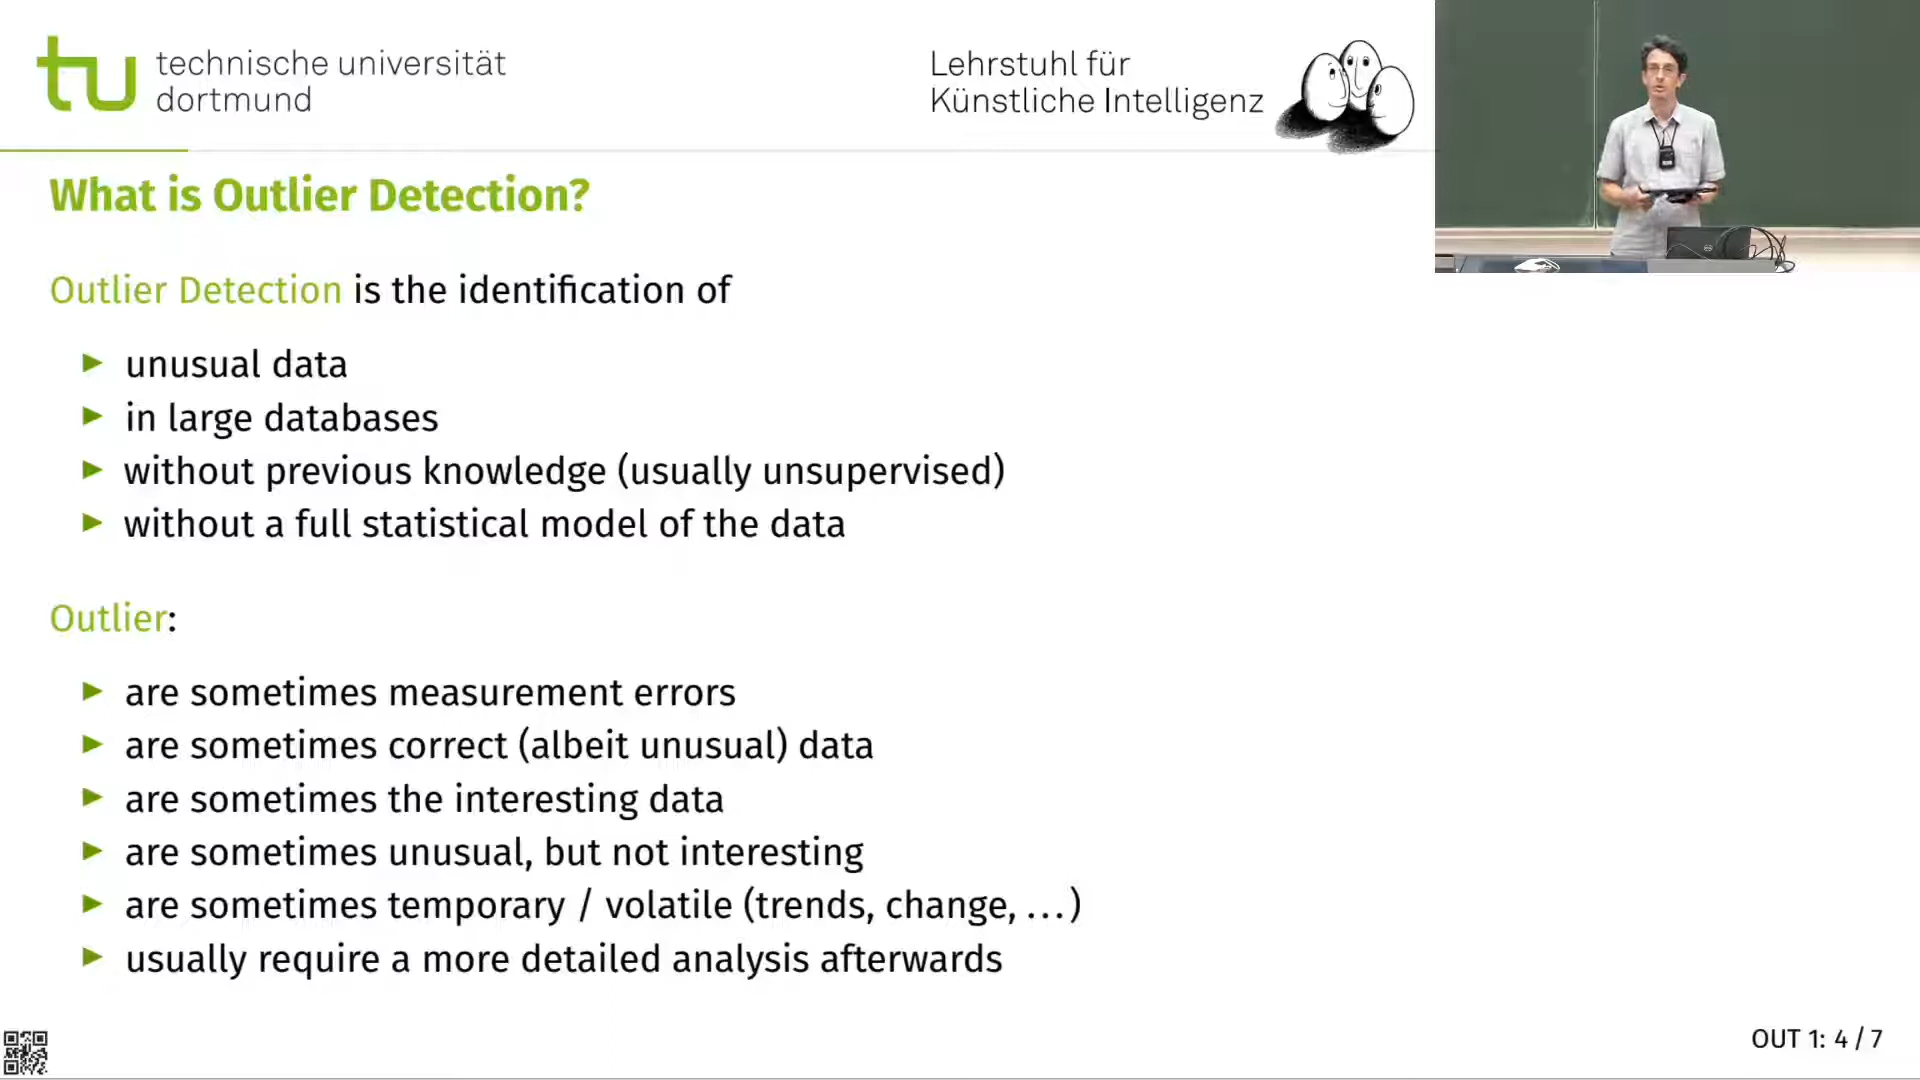 technische universität
dortmund
Lehrstuhl für
Künstliche Intelligenz
What is Outlier Detection?
Outlier Detection is the identification of
unusual data
in large databases
without previous knowledge (usually unsupervised)
without a full statistical model of the data
Outlier:
are sometimes measurement errors
are sometimes correct (albeit unusual) data
are sometimes the interesting data
are sometimes unusual, but not interesting
are sometimes temporary / volatile (trends, change, …)
usually require a more detailed analysis afterwards
OUT 1: 4 / 7